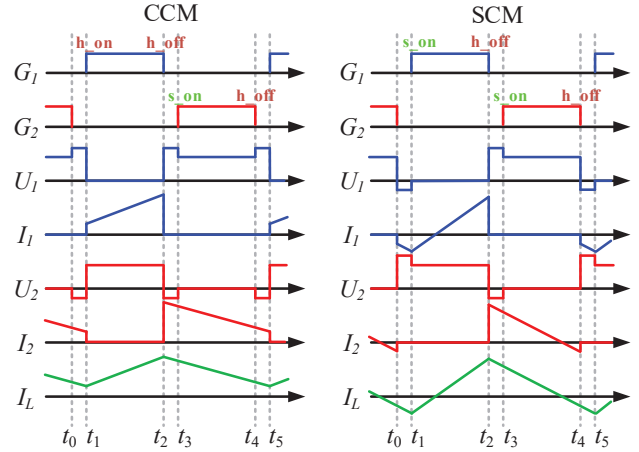 CCM SCM
h_on h_off s_on h_off
G1 G1
s_on h_off s_on h_off
G2 G2
U1 U1
I1 I1
U2 U2
I2 I2
IL IL
t0 t1 t2 t3 t4 t5 t0 t1 t2 t3 t4 t5